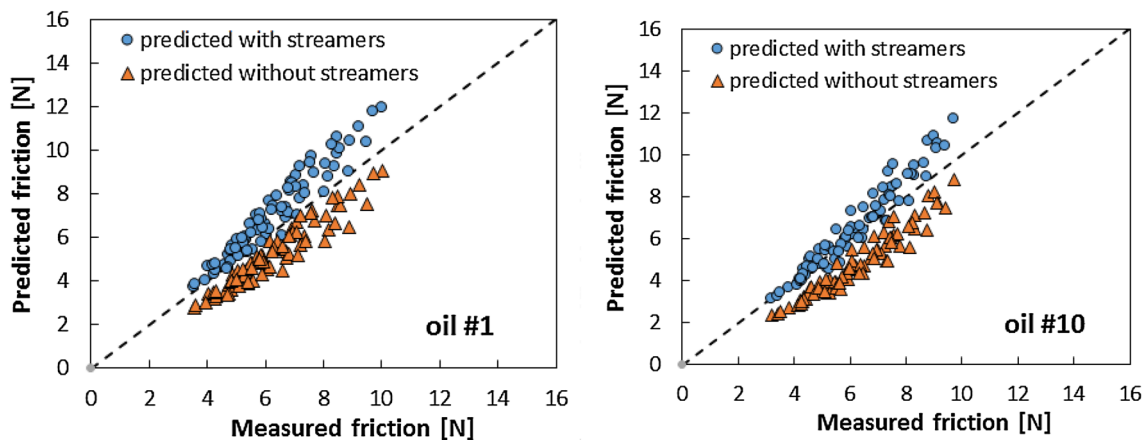 16
14
12
10
8
6
4
2
0
Predicted friction [N]
predicted with streamers
predicted without streamers
oil #1
0 2 4 6 8 10 12 14 16
Measured friction [N]
16
14
12
10
8
6
4
2
0
Predicted friction [N]
predicted with streamers
predicted without streamers
oil #10
0 2 4 6 8 10 12 14 16
Measured friction [N]